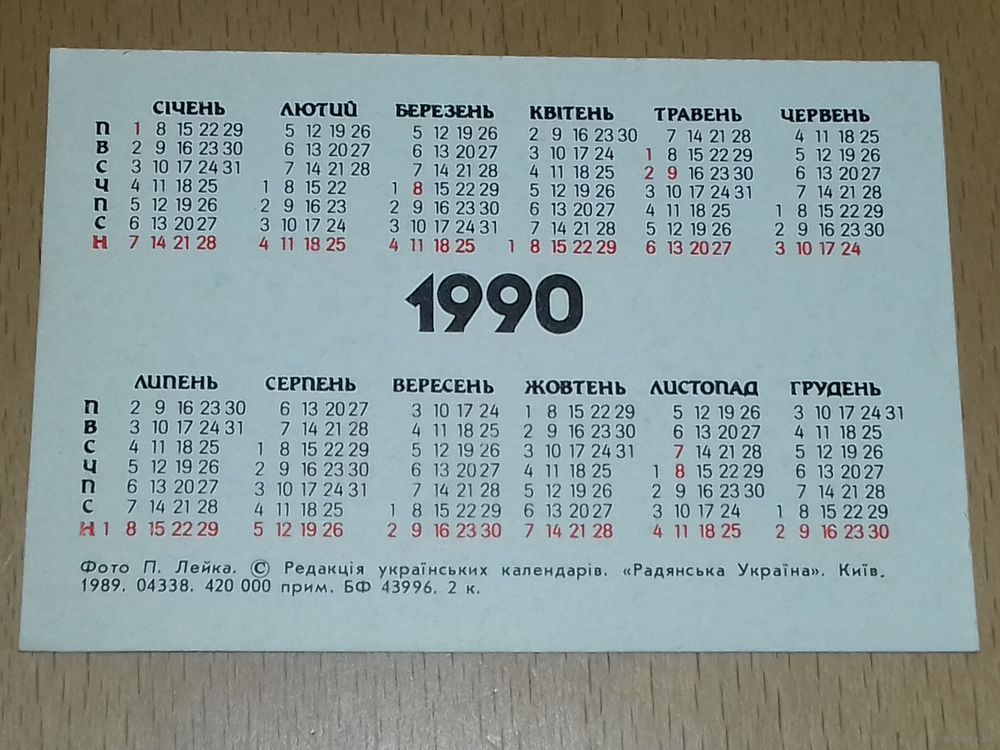 СІЧЕНЬ ЛЮТИЙ БЕРЕЗЕНЬ КВІТЕНЬ ТРАВЕНЬ ЧЕРВЕНЬ
П 1 8 15 22 29 5 12 19 26 5 12 19 26 2 9 16 23 30 7 14 21 28 4 11 18 25
В 2 9 16 23 30 6 13 20 27 6 13 20 27 3 10 17 24 1 8 15 22 29 5 12 19 26
С 3 10 17 24 31 7 14 21 28 7 14 21 28 4 11 18 25 2 9 16 23 30 6 13 20 27
Ч 4 11 18 25 1 8 15 22 1 8 15 22 29 5 12 19 26 3 10 17 24 31 7 14 21 28
П 5 12 19 26 2 9 16 23 2 9 16 23 30 6 13 20 27 4 11 18 25 1 8 15 22 29
С 6 13 20 27 3 10 17 24 3 10 17 24 31 7 14 21 28 5 12 19 26 2 9 16 23 30
Н 7 14 21 28 4 11 18 25 4 11 18 25 1 8 15 22 29 6 13 20 27 3 10 17 24
1990
ЛИПЕНЬ СЕРПЕНЬ ВЕРЕСЕНЬ ЖОВТЕНЬ ЛИСТОПАД ГРУДЕНЬ
П 2 9 16 23 30 6 13 20 27 3 10 17 24 1 8 15 22 29 5 12 19 26 3 10 17 24 31
В 3 10 17 24 31 7 14 21 28 4 11 18 25 2 9 16 23 30 6 13 20 27 4 11 18 25
С 4 11 18 25 1 8 15 22 29 5 12 19 26 3 10 17 24 31 7 14 21 28 5 12 19 26
Ч 5 12 19 26 2 9 16 23 30 6 13 20 27 4 11 18 25 1 8 15 22 29 6 13 20 27
П 6 13 20 27 3 10 17 24 31 7 14 21 28 5 12 19 26 2 9 16 23 30 7 14 21 28
С 7 14 21 28 4 11 18 25 1 8 15 22 29 6 13 20 27 3 10 17 24 1 8 15 22 29
Н 1 8 15 22 29 5 12 19 26 2 9 16 23 30 7 14 21 28 4 11 18 25 2 9 16 23 30
Фото П. Лейка. © Редакція українських календарів. «Радянська Україна». Київ.
1989. 04338. 420 000 прим. БФ 43996. 2 к.